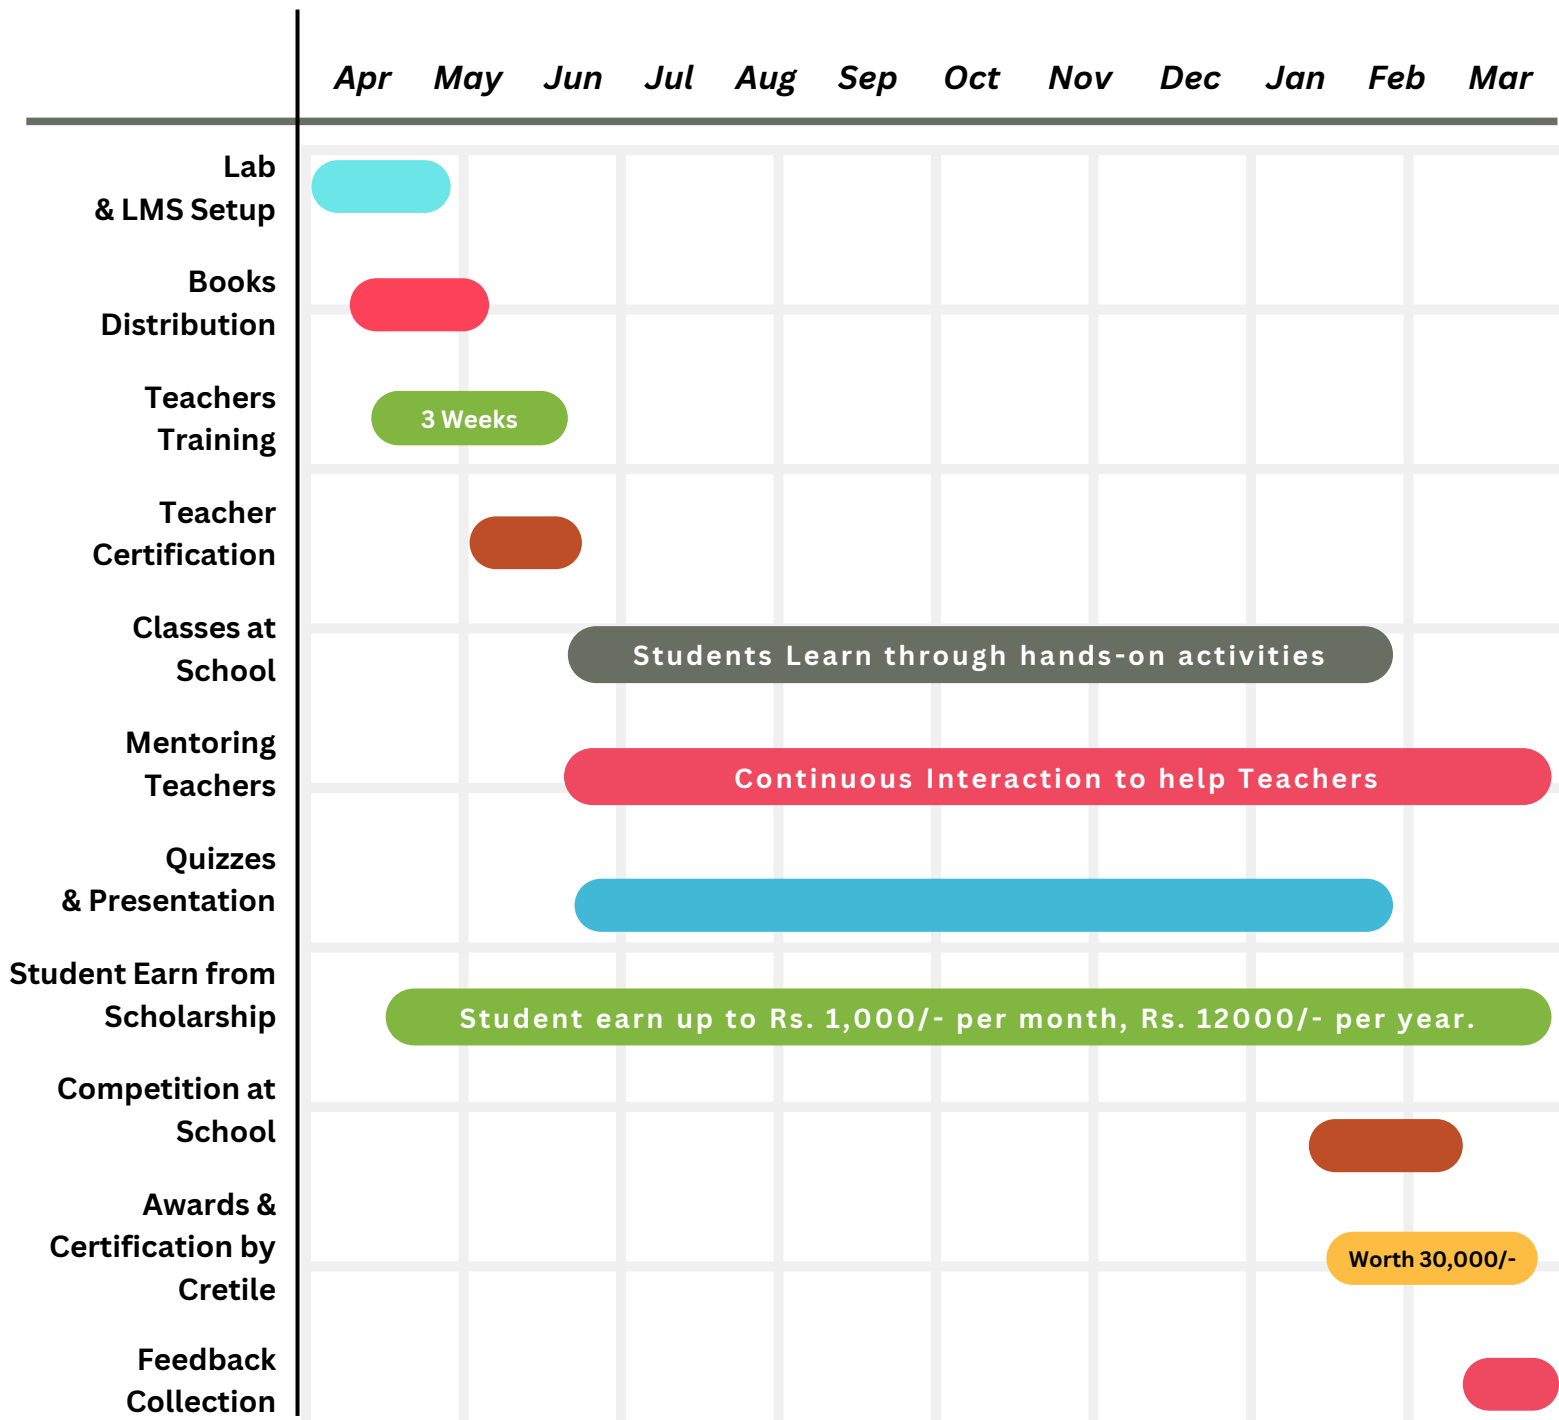 Apr May Jun Jul Aug Sep Oct Nov Dec Jan Feb Mar
Lab
& LMS Setup
Books
Distribution
Teachers
Training
3 Weeks
Teacher
Certification
Classes at
School
Students Learn through hands-on activities
Mentoring
Teachers
Continuous Interaction to help Teachers
Quizzes
& Presentation
Student Earn from
Scholarship
Student earn up to Rs. 1,000/- per month, Rs. 12000/- per year.
Competition at
School
Awards &
Certification by
Cretile
Worth 30,000/-
Feedback
Collection